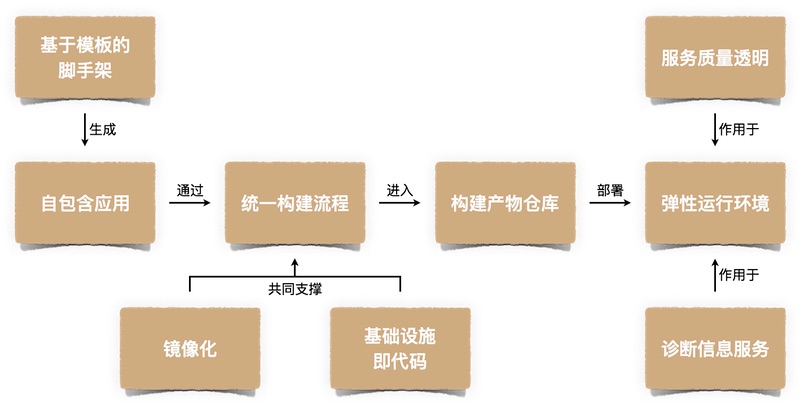 基于模板的
脚手架
服务质量透明
生成
作用于
自包含应用
通过
统一构建流程
进入
构建产物仓库
部署
弹性运行环境
共同支撑
作用于
镜像化
基础设施
即代码
诊断信息服务